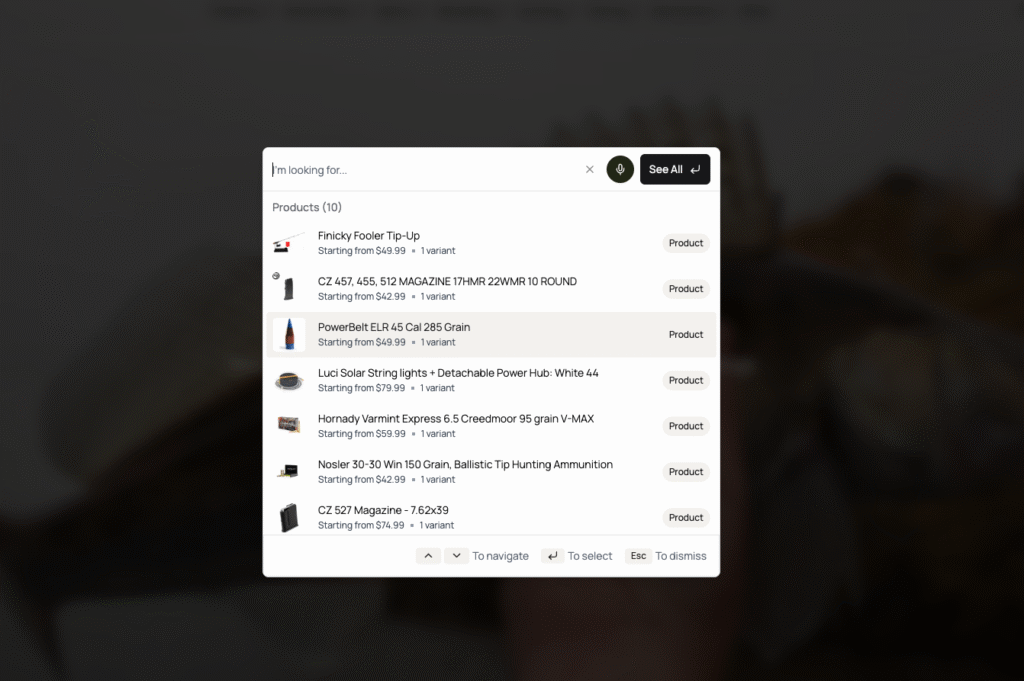 I'm looking for...
See All
Products (10)
Finicky Fooler Tip-Up
Starting from $49.99 1 variant
Product
CZ 457, 455, 512 MAGAZINE 17HMR 22WMR 10 ROUND
Starting from $42.99 1 variant
Product
PowerBelt ELR 45 Cal 285 Grain
Starting from $49.99 1 variant
Product
Luci Solar String lights + Detachable Power Hub: White 44
Starting from $79.99 1 variant
Product
Hornady Varmint Express 6.5 Creedmoor 95 grain V-MAX
Starting from $59.99 1 variant
Product
Nosler 30-30 Win 150 Grain, Ballistic Tip Hunting Ammunition
Starting from $42.99 1 variant
Product
CZ 527 Magazine - 7.62x39
Starting from $74.99 1 variant
Product
To navigate To select Esc To dismiss